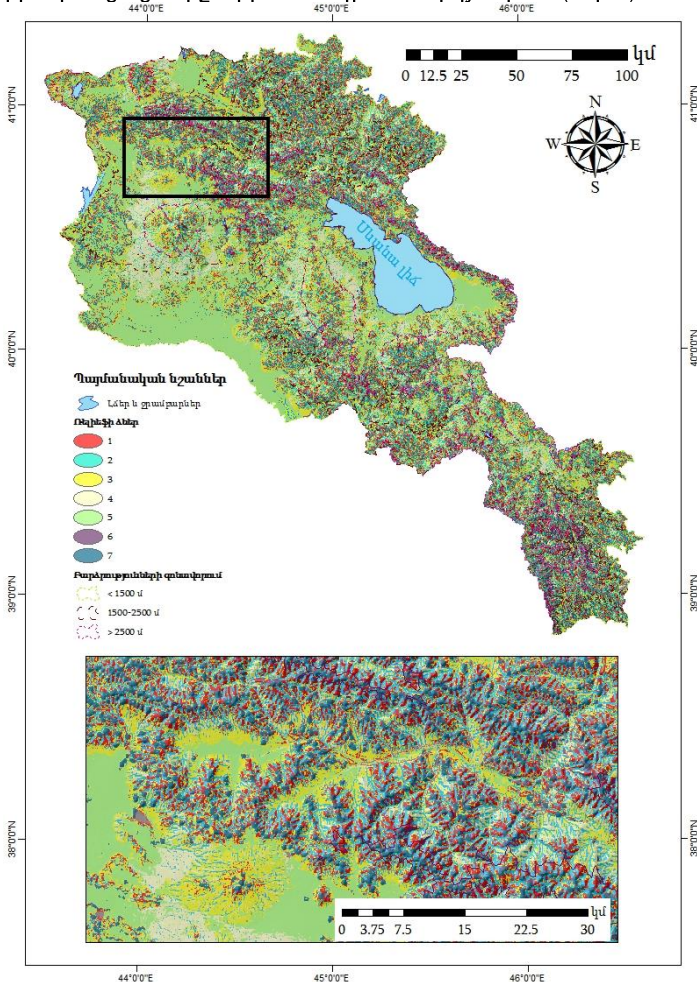 44°0'0"E 45°0'0"E 46°0'0"E
կմ
0 12.5 25 50 75 100
41°0'0"N
41°0'0"N
N
W E
S
Սևանա լիճ
40°0'0"N
40°0'0"N
Պայմանական նշաններ
Լճեր և ջրամբարներ
Ռելիեֆի ձևեր
1
2
3
4
5
6
7
Բարձրությունների գոտիավորում
< 1500 մ
1500-2500 մ
> 2500 մ
39°0'0"N
39°0'0"N
38°0'0"N
38°0'0"N
կմ
0 3.75 7.5 15 22.5 30
44°0'0"E 45°0'0"E 46°0'0"E